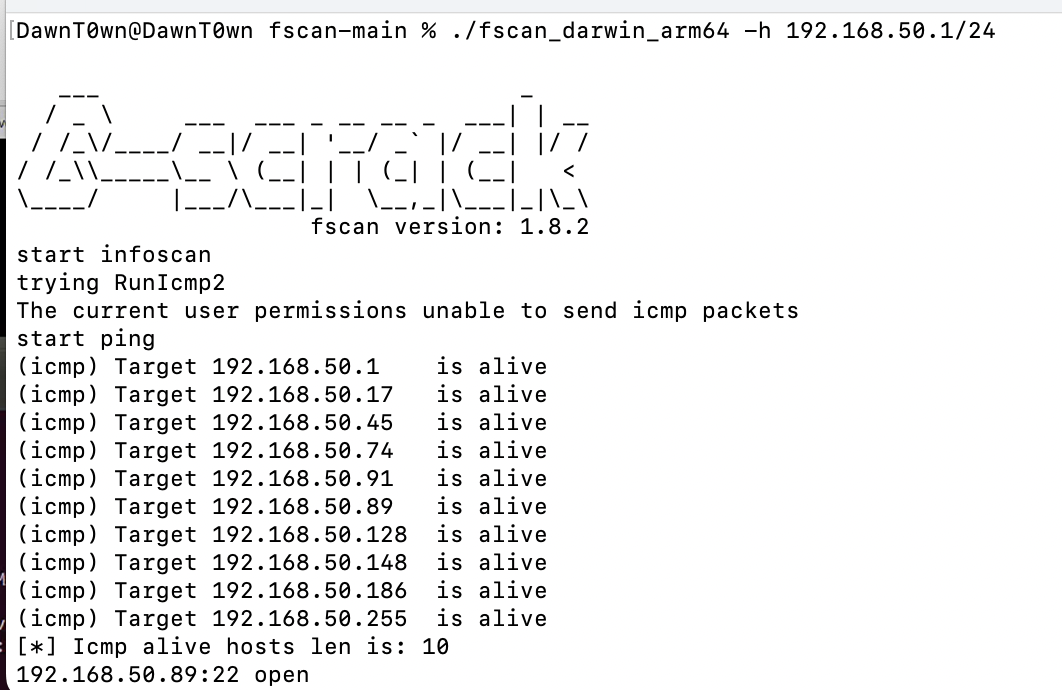 [DawnT0wn@DawnT0wn fscan-main % ./fscan_darwin_arm64 -h 192.168.50.1/24
   ___                              _
  / _ \     ___  ___ _ __ __ _  ___| | __
 / /_\/____/ __|/ __| '__/ _` |/ __| |/ /
/ /_\\_____\__ \ (__| | | (_| | (__|   <
\____/     |___/\___|_|  \__,_|\___|_|\_\
                     fscan version: 1.8.2
start infoscan
trying RunIcmp2
The current user permissions unable to send icmp packets
start ping
(icmp) Target 192.168.50.1    is alive
(icmp) Target 192.168.50.17   is alive
(icmp) Target 192.168.50.45   is alive
(icmp) Target 192.168.50.74   is alive
(icmp) Target 192.168.50.91   is alive
(icmp) Target 192.168.50.89   is alive
(icmp) Target 192.168.50.128  is alive
(icmp) Target 192.168.50.148  is alive
(icmp) Target 192.168.50.186  is alive
(icmp) Target 192.168.50.255  is alive
[*] Icmp alive hosts len is: 10
192.168.50.89:22 open